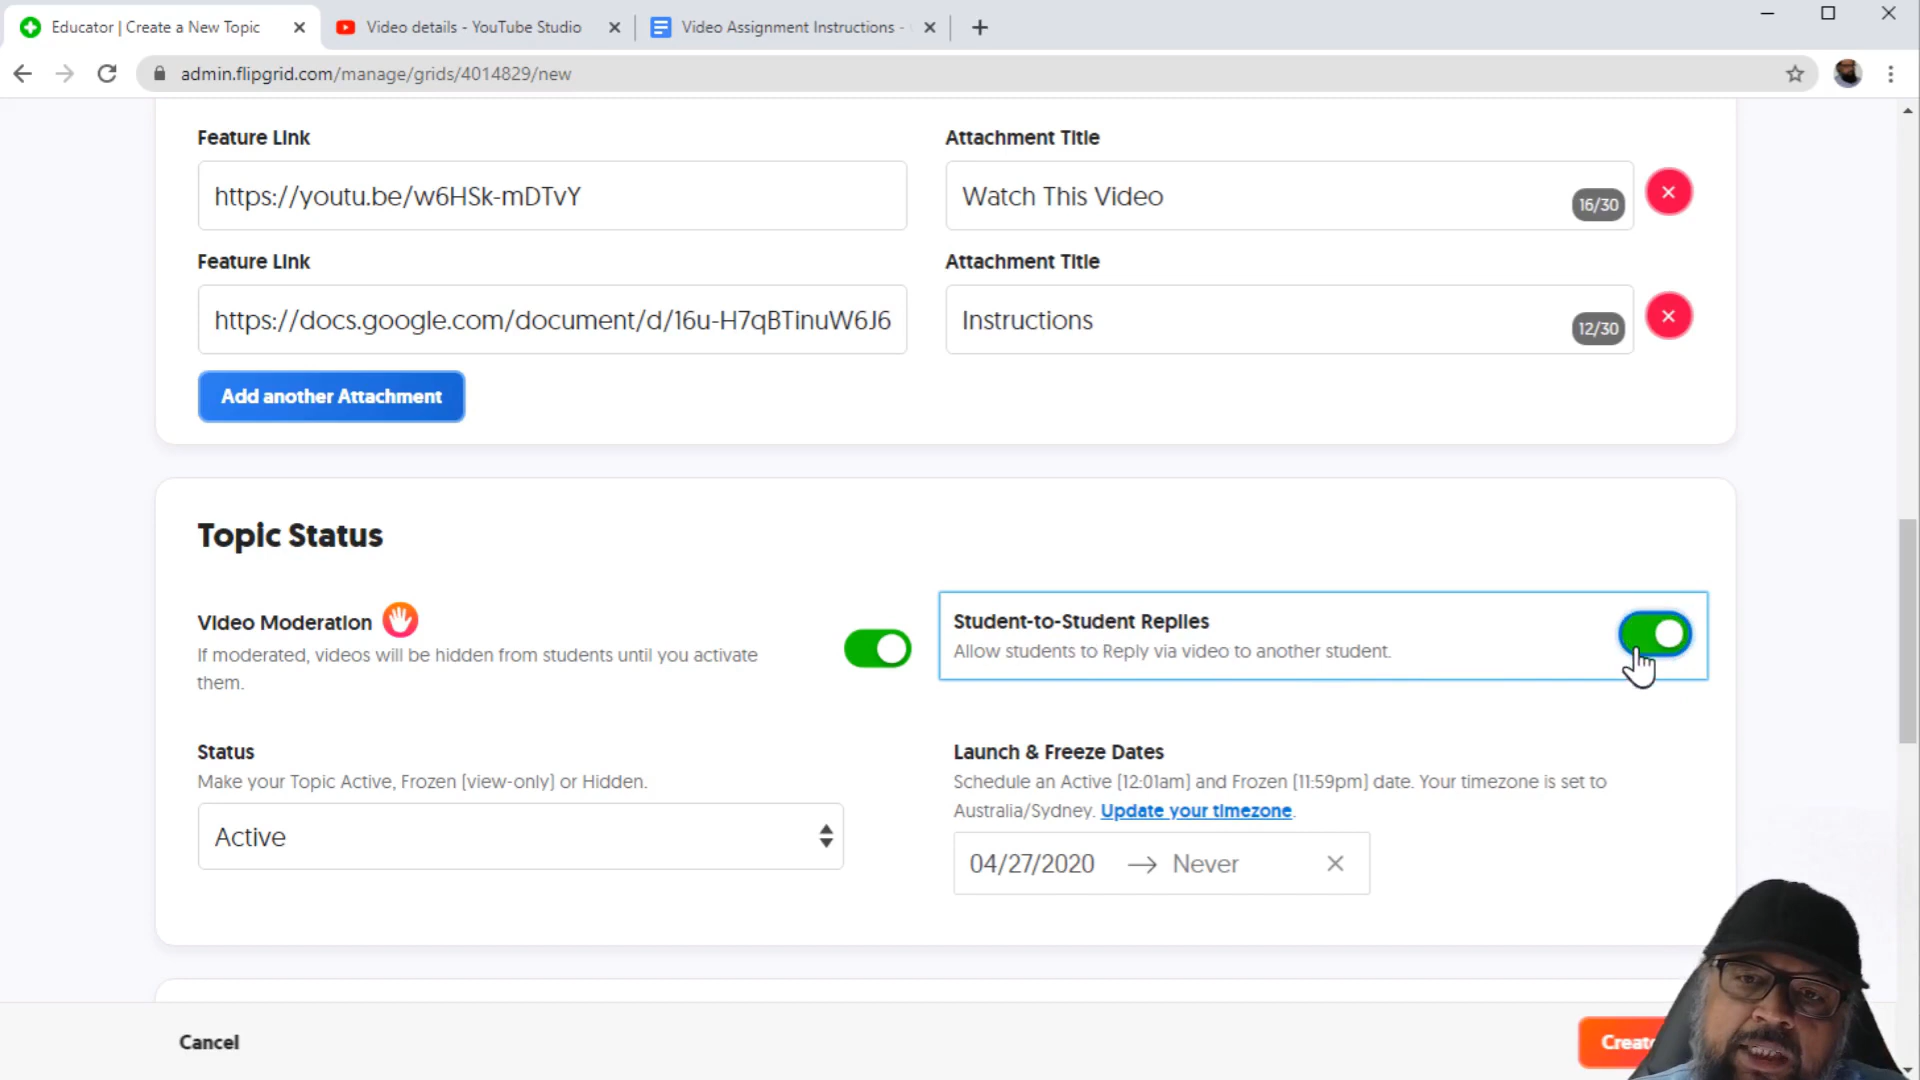 Educator | Create a New Topic
Video details - YouTube Studio
Video Assignment Instructions -
admin.flipgrid.com/manage/grids/4014829/new
Feature Link
Attachment Title
https://youtu.be/w6HSk-mDTvY
Watch This Video
16/30
Feature Link
Attachment Title
https://docs.google.com/document/d/16u-H7qBTinuW6J6
Instructions
12/30
Add another Attachment
Topic Status
Video Moderation
If moderated, videos will be hidden from students until you activate
them.
Student-to-Student Replies
Allow students to Reply via video to another student.
Status
Make your Topic Active, Frozen (view-only) or Hidden.
Active
Launch & Freeze Dates
Schedule an Active (12:01am) and Frozen (11:59pm) date. Your timezone is set to
Australia/Sydney. Update your timezone.
04/27/2020 → Never
Cancel
Create